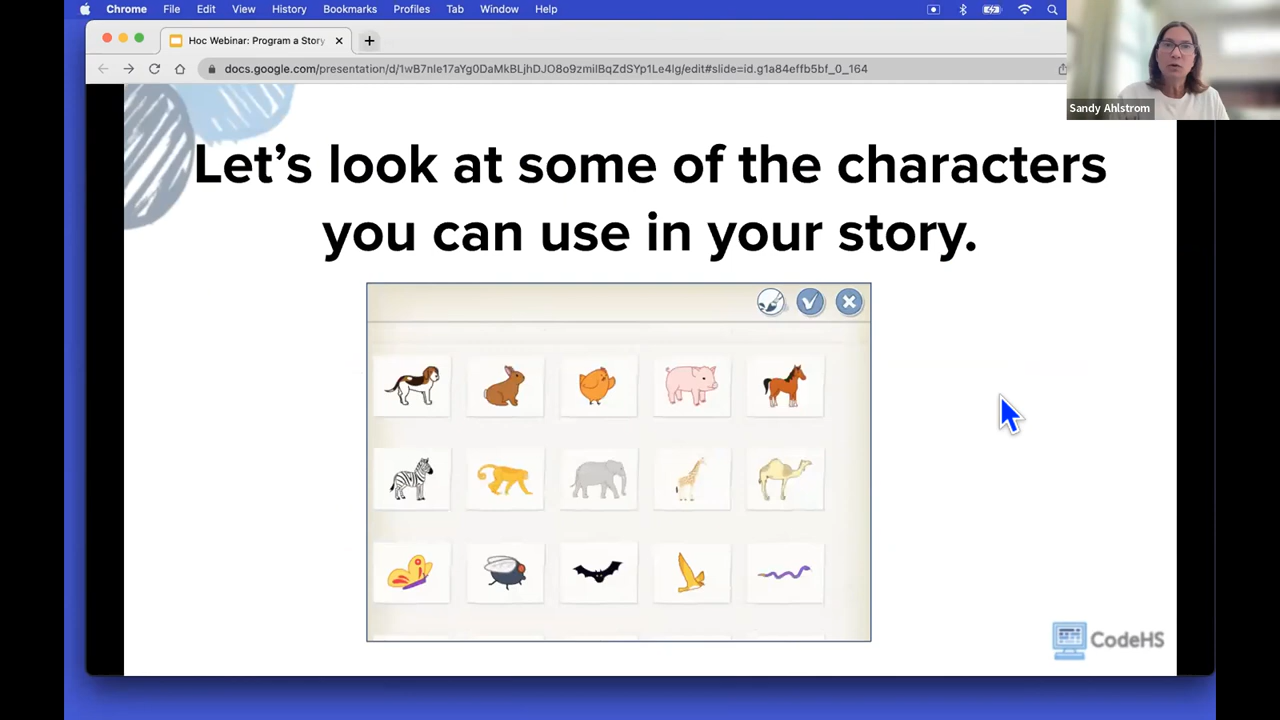 Chrome File Edit View History Bookmarks Profiles Tab Window Help
Hoc Webinar: Program a Story
docs.google.com/presentation/d/1wB7nIe17aYg0DaMkBLjhDJO8o9zmiIBqZdSYp1Le4Ig/edit#slide=id.g1a84effb5bf_0_164
Sandy Ahlstrom
Let's look at some of the characters
you can use in your story.
CodeHS